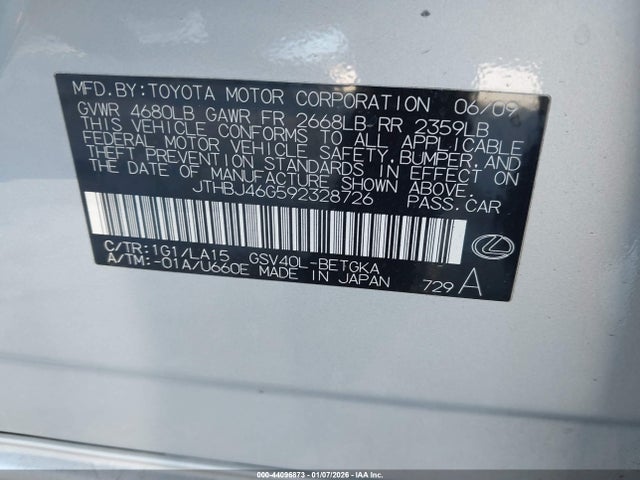 MFD.BY:TOYOTA MOTOR CORPORATION 06/09
GVWR 4680LB GAWR FR 2668LB RR 2359LB
THIS VEHICLE CONFORMS TO ALL APPLICABLE
FEDERAL MOTOR VEHICLE SAFETY,BUMPER,AND
THEFT PREVENTION STANDARDS IN EFFECT ON
THE DATE OF MANUFACTURE SHOWN ABOVE.
JTHBJ46G592328726 PASS.CAR
C/TR:1G1/LA15 GSV40L-BETGKA
A/TM:-01A/U660E MADE IN JAPAN
729 A
000-44096873 - 01/07/2026 - IAA Inc.